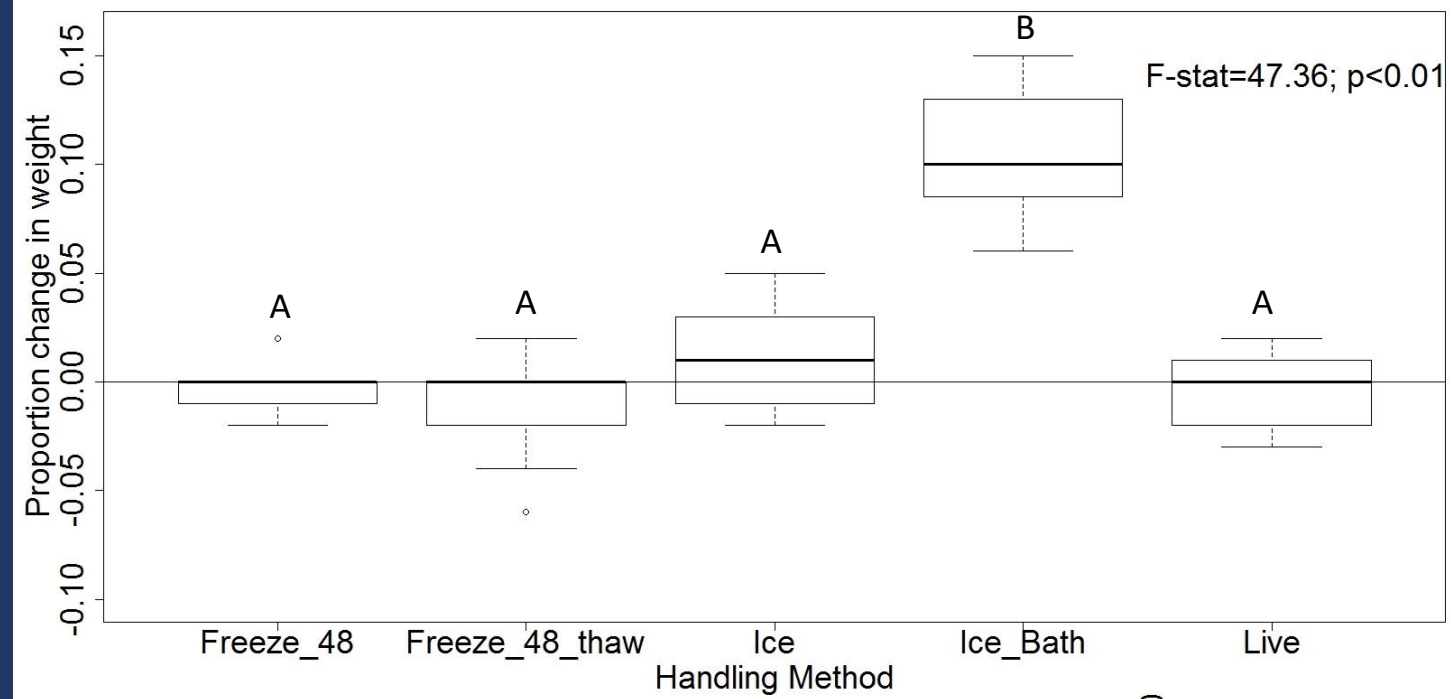 B
F-stat=47.36; p<0.01
A
A
A
A
Proportion change in weight
0.15
0.10
0.05
0.00
-0.05
-0.10
Freeze_48
Freeze_48_thaw
Ice
Ice_Bath
Live
Handling Method